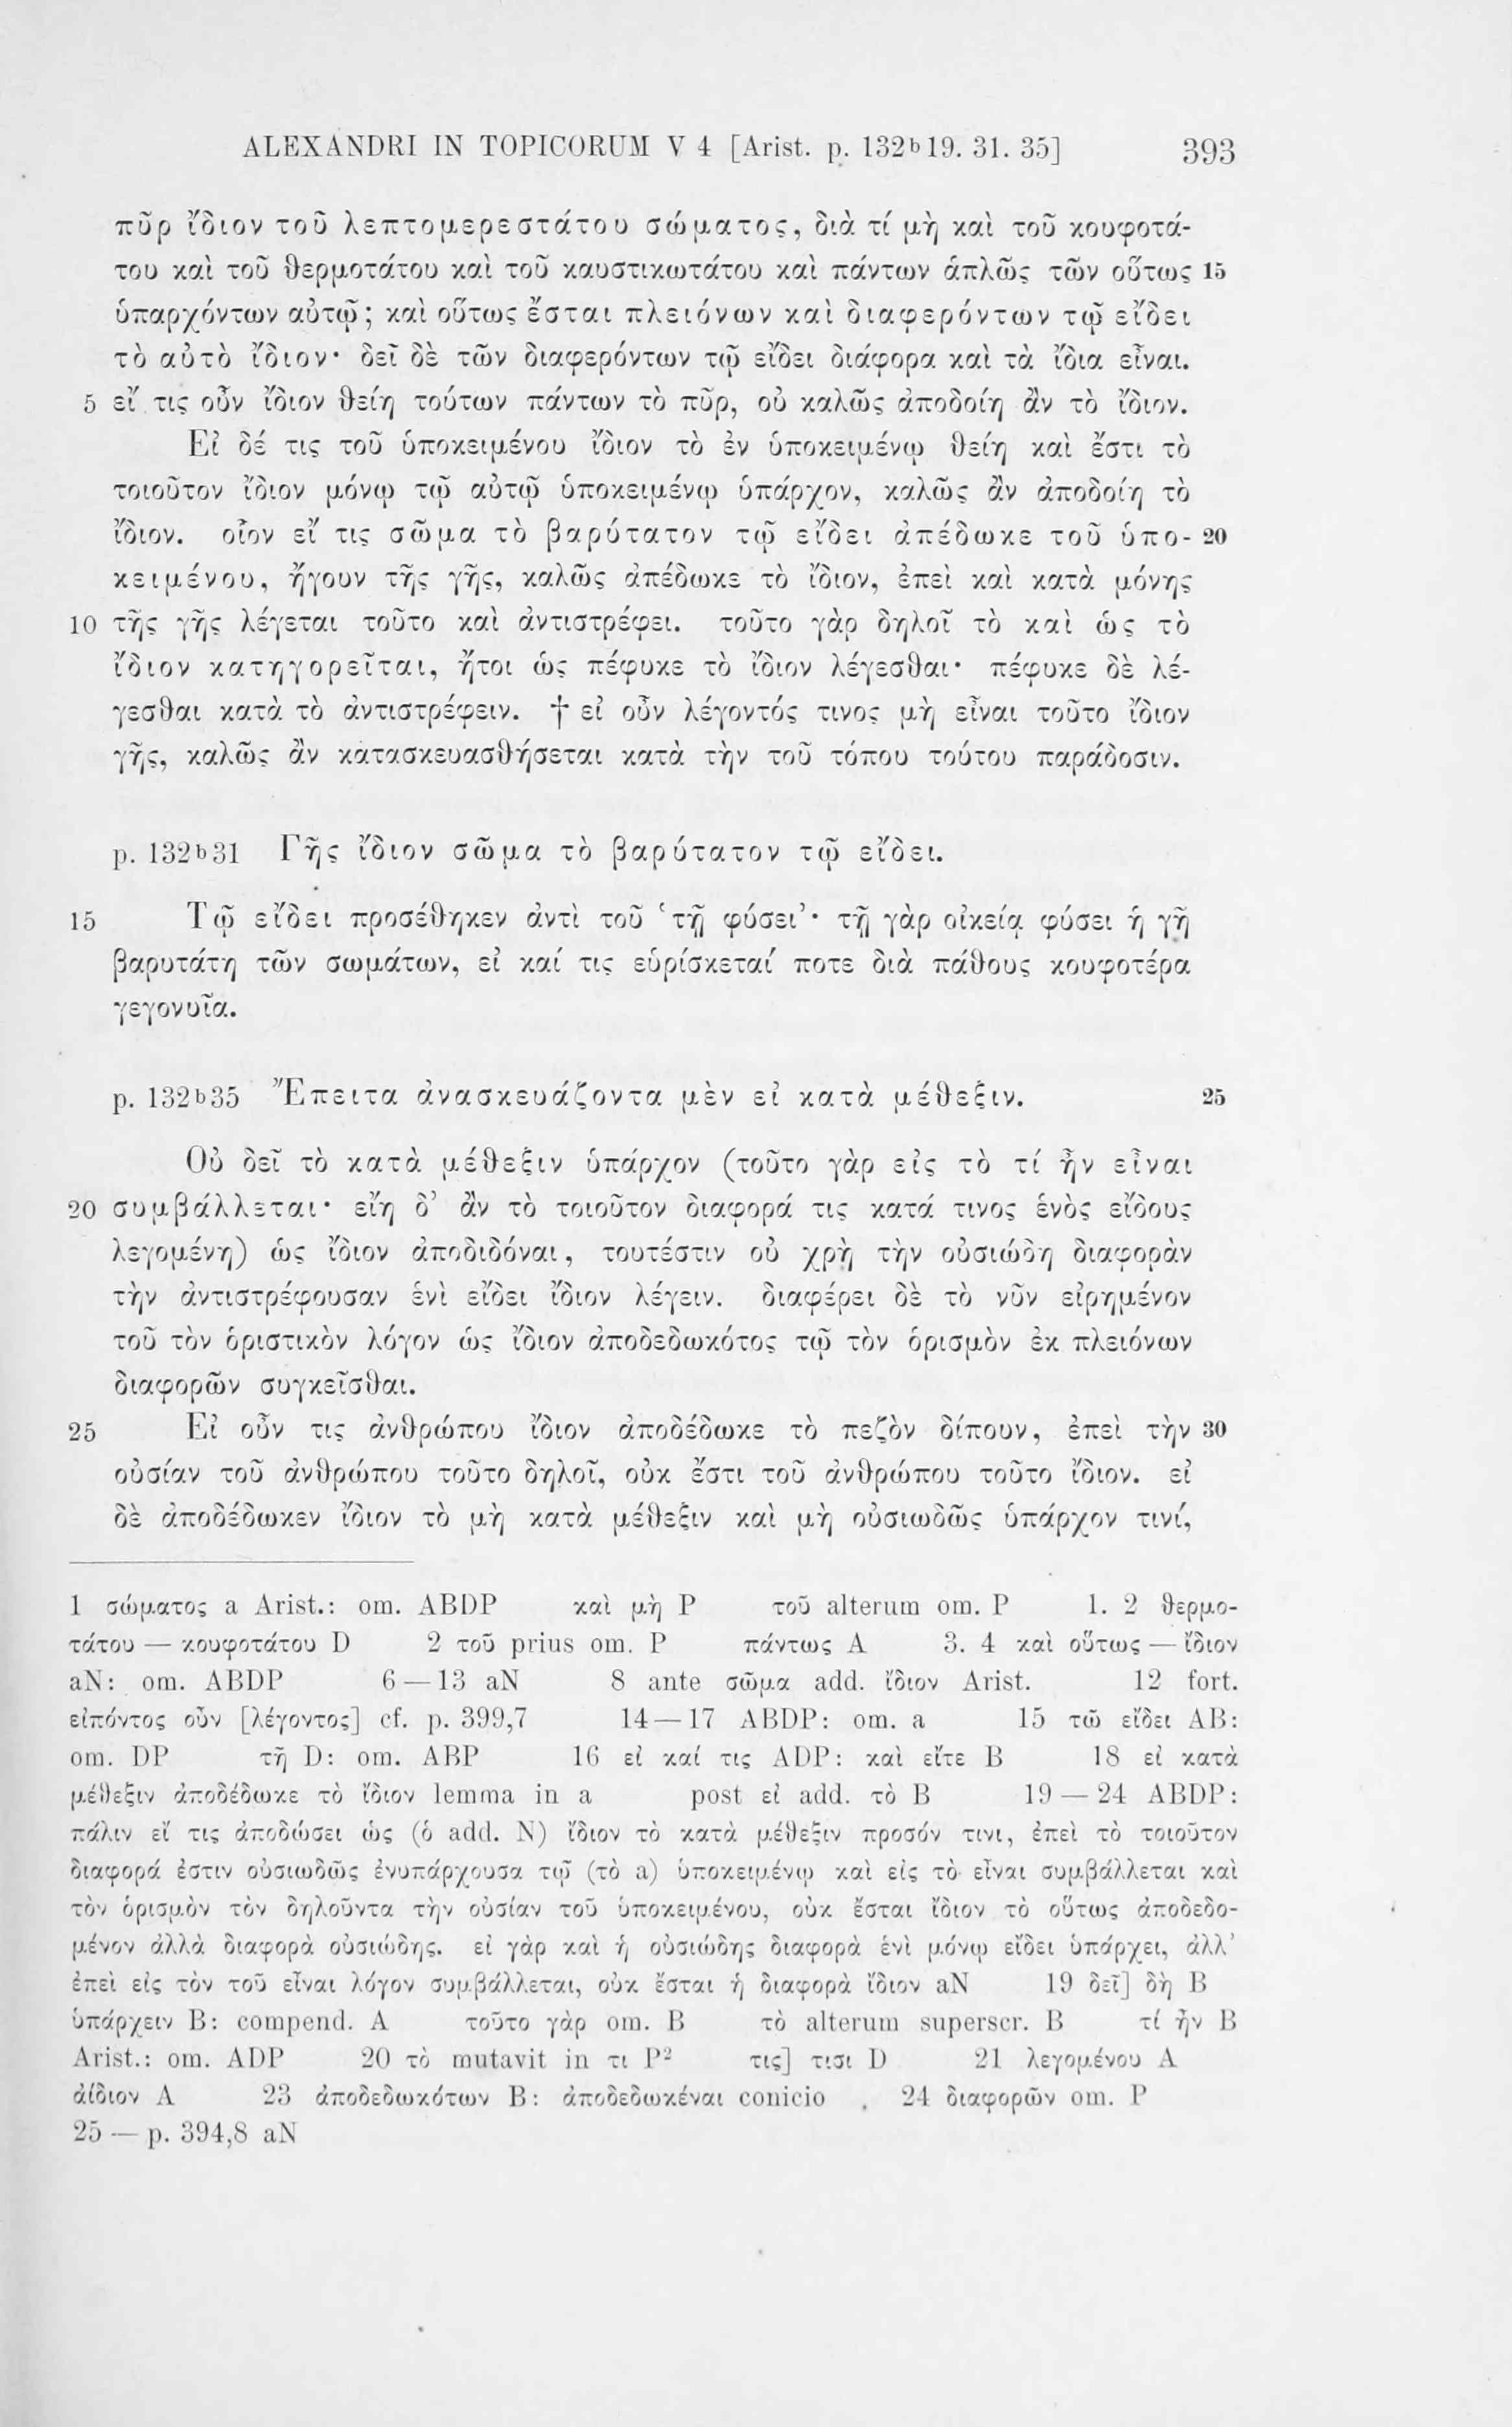 ALEXANDRI IN TOPICORUM V 4 [Arist. p. 132b19. 31. 35] 393
πῦρ ἴδιον τοῦ λεπτομερεστάτου σώματος, διὰ τί μὴ καὶ τοῦ κουφοτά-
του καὶ τοῦ θερμοτάτου καὶ τοῦ καυστικωτάτου καὶ πάντων ἁπλῶς τῶν οὕτως 15
ὑπαρχόντων αὐτῷ; καὶ οὕτως ἔσται πλειόνων καὶ διαφερόντων τῷ εἴδει
τὸ αὐτὸ ἴδιον· δεῖ δὲ τῶν διαφερόντων τῷ εἴδει διάφορα καὶ τὰ ἴδια εἶναι.
5 εἴ τις οὖν ἴδιον θείη τούτων πάντων τὸ πῦρ, οὐ καλῶς ἀποδοίη ἂν τὸ ἴδιον.
Εἰ δέ τις τοῦ ὑποκειμένου ἴδιον τὸ ἐν ὑποκειμένῳ θείη καὶ ἔστι τὸ
τοιοῦτον ἴδιον μόνῳ τῷ αὐτῷ ὑποκειμένῳ ὑπάρχον, καλῶς ἂν ἀποδοίη τὸ
ἴδιον. οἷον εἴ τις σῶμα τὸ βαρύτατον τῷ εἴδει ἀπέδωκε τοῦ ὑπο- 20
κειμένου, ἤγουν τῆς γῆς, καλῶς ἀπέδωκε τὸ ἴδιον, ἐπεὶ καὶ κατὰ μόνης
10 τῆς γῆς λέγεται τοῦτο καὶ ἀντιστρέφει. τοῦτο γὰρ δηλοῖ τὸ καὶ ὡς τὸ
ἴδιον κατηγορεῖται, ἤτοι ὡς πέφυκε τὸ ἴδιον λέγεσθαι· πέφυκε δὲ λέ-
γεσθαι κατὰ τὸ ἀντιστρέφειν. † εἰ οὖν λέγοντός τινος μὴ εἶναι τοῦτο ἴδιον
γῆς, καλῶς ἂν κατασκευασθήσεται κατὰ τὴν τοῦ τόπου τούτου παράδοσιν.
p. 132b31 Γῆς ἴδιον σῶμα τὸ βαρύτατον τῷ εἴδει.
15 Τῷ εἴδει προσέθηκεν ἀντὶ τοῦ ‘τῇ φύσει’· τῇ γὰρ οἰκείᾳ φύσει ἡ γῆ
βαρυτάτη τῶν σωμάτων, εἰ καί τις εὑρίσκεταί ποτε διὰ πάθους κουφοτέρα
γεγονυῖα.
p. 132b35 Ἔπειτα ἀνασκευάζοντα μὲν εἰ κατὰ μέθεξιν. 25
Οὐ δεῖ τὸ κατὰ μέθεξιν ὑπάρχον (τοῦτο γὰρ εἰς τὸ τί ἦν εἶναι
20 συμβάλλεται· εἴη δ’ ἂν τὸ τοιοῦτον διαφορά τις κατά τινος ἑνὸς εἴδους
λεγομένη) ὡς ἴδιον ἀποδιδόναι, τουτέστιν οὐ χρὴ τὴν οὐσιώδη διαφορὰν
τὴν ἀντιστρέφουσαν ἑνὶ εἴδει ἴδιον λέγειν. διαφέρει δὲ τὸ νῦν εἰρημένον
τοῦ τὸν ὁριστικὸν λόγον ὡς ἴδιον ἀποδεδωκότος τῷ τὸν ὁρισμὸν ἐκ πλειόνων
διαφορῶν συγκεῖσθαι.
25 Εἰ οὖν τις ἀνθρώπου ἴδιον ἀποδέδωκε τὸ πεζὸν δίπουν, ἐπεὶ τὴν 30
οὐσίαν τοῦ ἀνθρώπου τοῦτο δηλοῖ, οὐκ ἔστι τοῦ ἀνθρώπου τοῦτο ἴδιον. εἰ
δὲ ἀποδέδωκεν ἴδιον τὸ μὴ κατὰ μέθεξιν καὶ μὴ οὐσιωδῶς ὑπάρχον τινί,
1 σώματος a Arist.: om. ABDP καὶ μὴ P τοῦ alterum om. P 1. 2 θερμο-
τάτου — κουφοτάτου D 2 τοῦ prius om. P πάντως A 3. 4 καὶ οὕτως — ἴδιον
aN: om. ABDP 6 — 13 aN 8 ante σῶμα add. ἴδιον Arist. 12 fort.
εἰπόντος οὖν [λέγοντος] cf. p. 399,7 14 — 17 ABDP: om. a 15 τῶ εἴδει AB:
om. DP τῇ D: om. ABP 16 εἰ καί τις ADP: καὶ εἴτε B 18 εἰ κατὰ
μέθεξιν ἀποδέδωκε τὸ ἴδιον lemma in a post εἰ add. τὸ B 19 — 24 ABDP:
πάλιν εἴ τις ἀποδώσει ὡς (ὁ add. N) ἴδιον τὸ κατὰ μέθεξιν προσόν τινι, ἐπεὶ τὸ τοιοῦτον
διαφορά ἐστιν οὐσιωδῶς ἐνυπάρχουσα τῷ (τὸ a) ὑποκειμένῳ καὶ εἰς τὸ εἶναι συμβάλλεται καὶ
τὸν ὁρισμὸν τὸν δηλοῦντα τὴν οὐσίαν τοῦ ὑποκειμένου, οὐκ ἔσται ἴδιον τὸ οὕτως ἀποδεδο-
μένον ἀλλὰ διαφορὰ οὐσιώδης. εἰ γὰρ καὶ ἡ οὐσιώδης διαφορὰ ἑνὶ μόνῳ εἴδει ὑπάρχει, ἀλλ’
ἐπεὶ εἰς τὸν τοῦ εἶναι λόγον συμβάλλεται, οὐκ ἔσται ἡ διαφορὰ ἴδιον aN 19 δεῖ] δὴ B
ὑπάρχειν B: compend. A τοῦτο γὰρ om. B τὸ alterum superscr. B τί ἦν B
Arist.: om. ADP 20 τὸ mutavit in τι P2 τις] τισι D 21 λεγομένου A
ἀίδιον A 23 ἀποδεδωκότων B: ἀποδεδωκέναι conicio 24 διαφορῶν om. P
25 — p. 394,8 aN